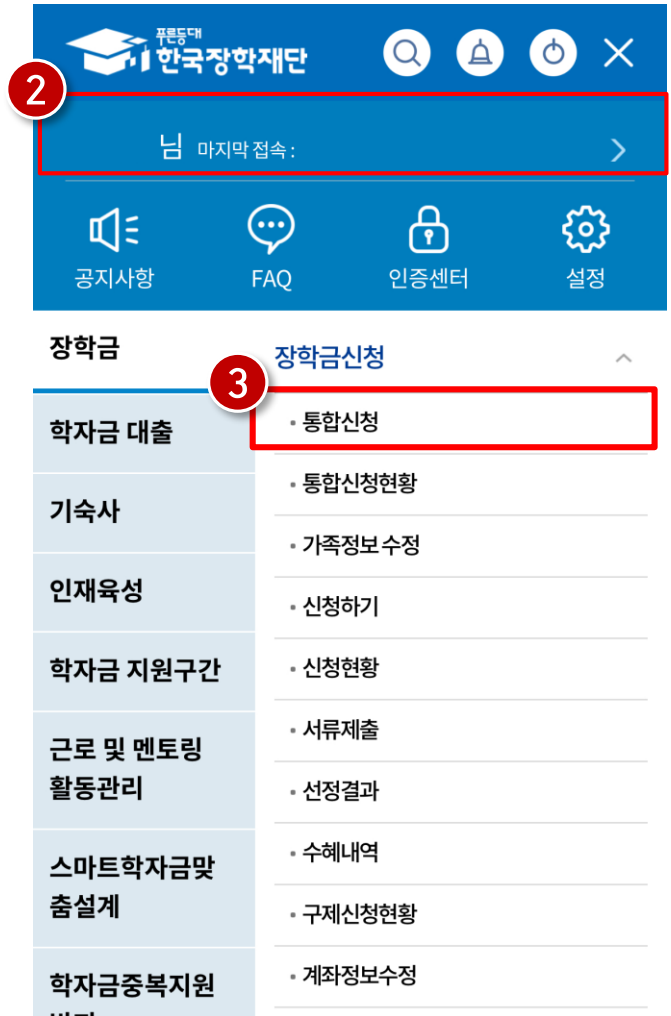 푸른등대
한국장학재단
2
님 마지막 접속 :
공지사항 FAQ 인증센터 설정
장학금
학자금 대출
기숙사
인재육성
학자금 지원구간
근로 및 멘토링
활동관리
스마트학자금맞
춤설계
학자금중복지원
장학금신청
3
• 통합신청
• 통합신청현황
• 가족정보 수정
• 신청하기
• 신청현황
• 서류제출
• 선정결과
• 수혜내역
• 구제신청현황
• 계좌정보수정